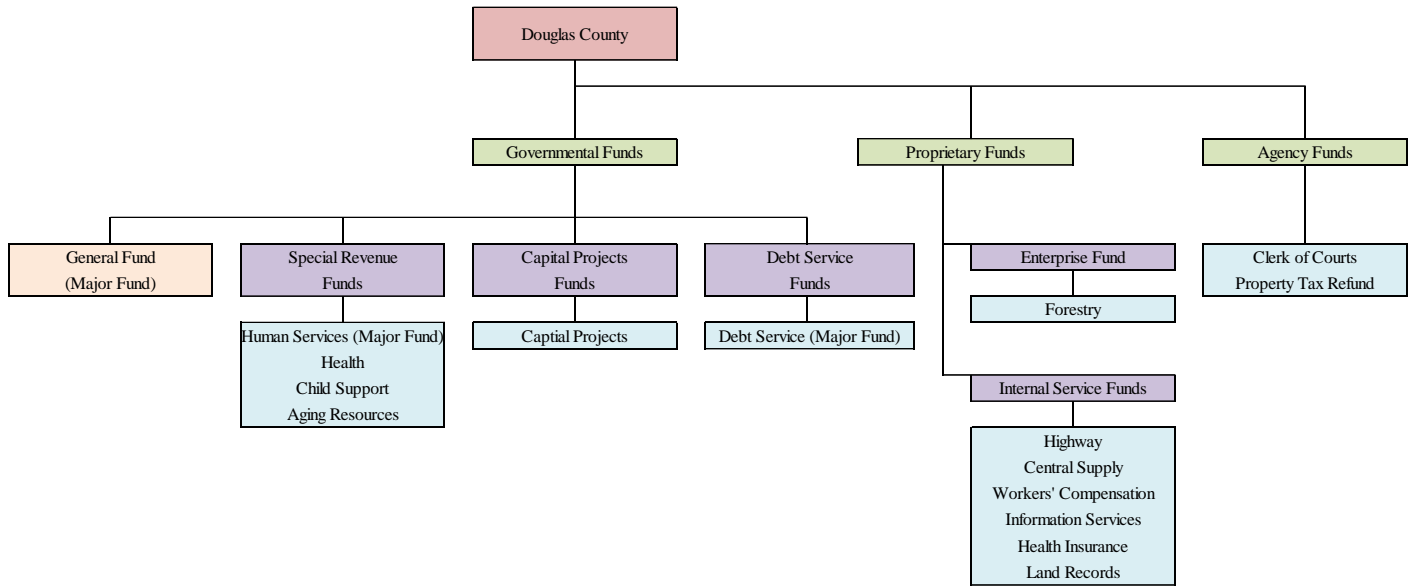 Douglas County
Governmental Funds
Proprietary Funds
Agency Funds
General Fund
(Major Fund)
Special Revenue
Funds
Capital Projects
Funds
Debt Service
Funds
Enterprise Fund
Clerk of Courts
Property Tax Refund
Human Services (Major Fund)
Health
Child Support
Aging Resources
Captial Projects
Debt Service (Major Fund)
Forestry
Internal Service Funds
Highway
Central Supply
Workers' Compensation
Information Services
Health Insurance
Land Records